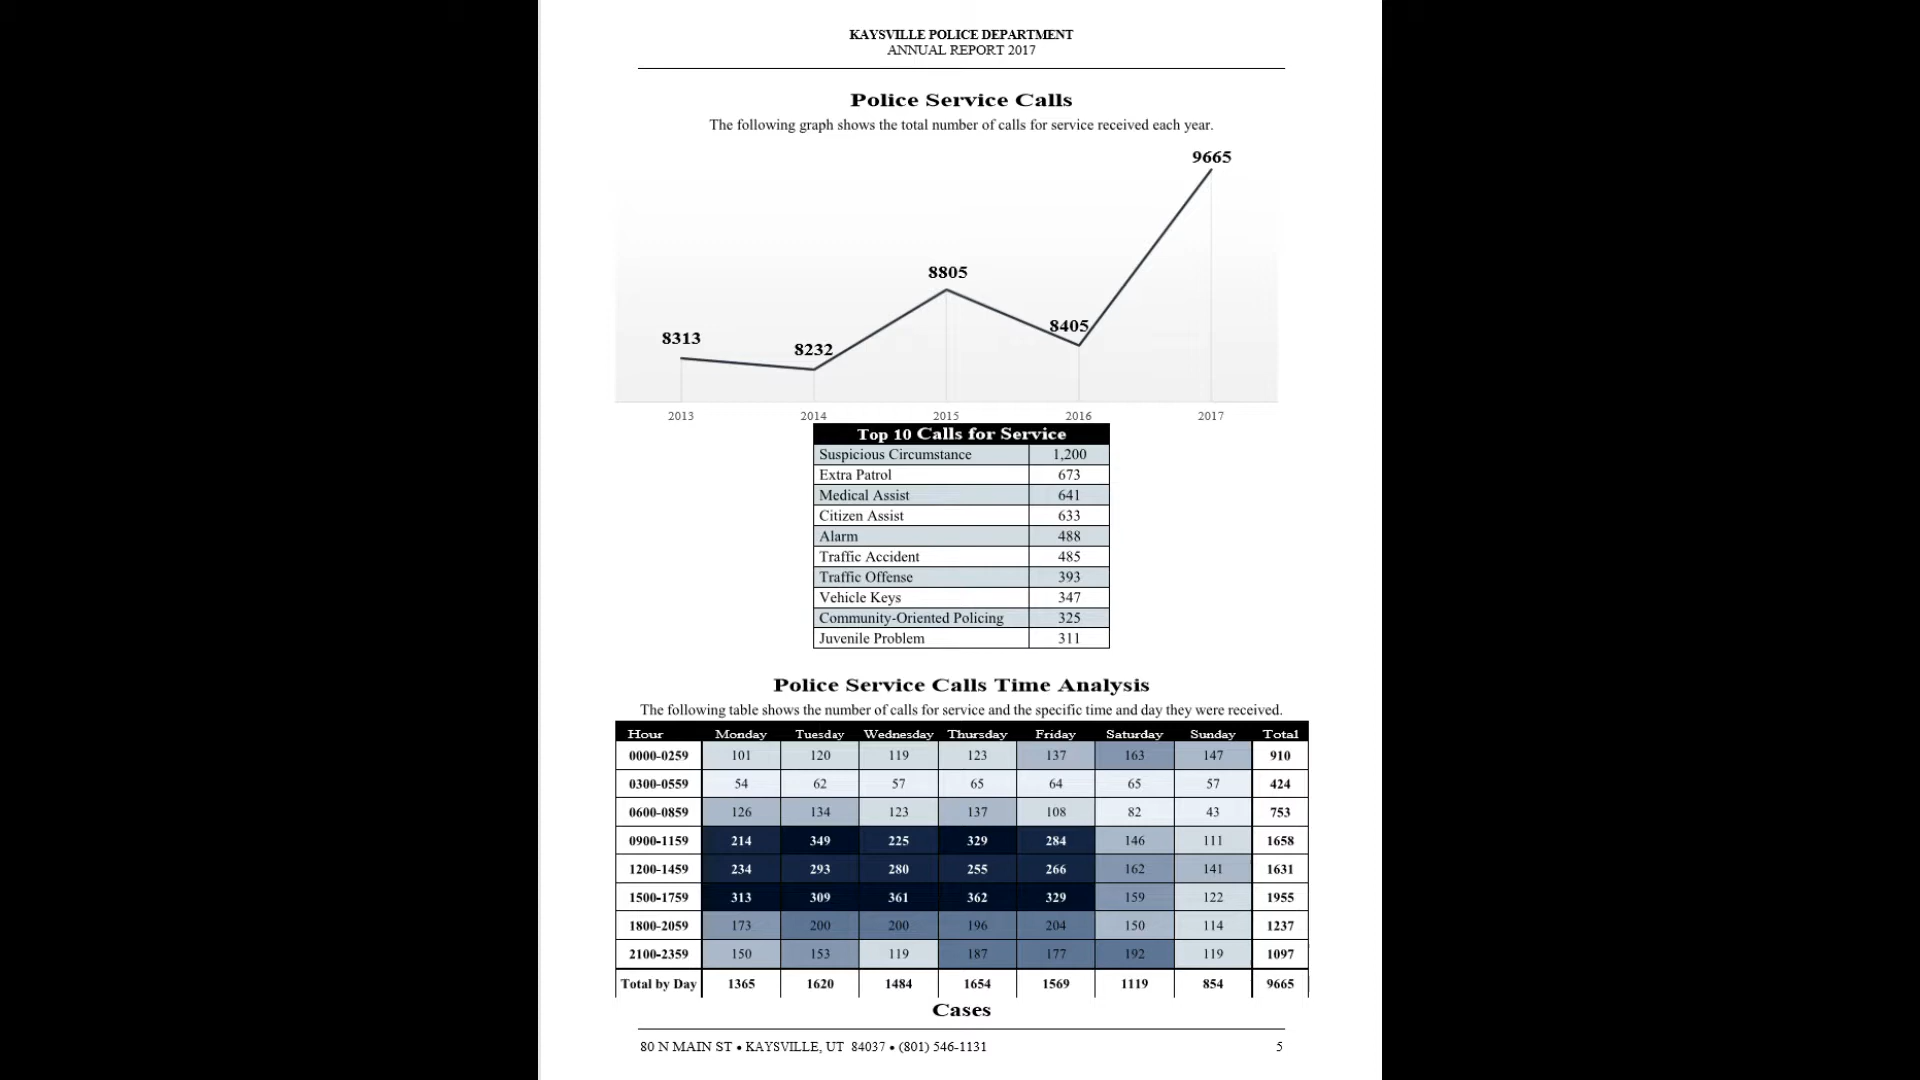 KAYSVILLE POLICE DEPARTMENT
ANNUAL REPORT 2017
Police Service Calls
The following graph shows the total number of calls for service received each year.
9665
8805
8405
8313
8232
2013 2014 2015 2016 2017
Top 10 Calls for Service
Suspicious Circumstance 1,200
Extra Patrol 673
Medical Assist 641
Citizen Assist 633
Alarm 488
Traffic Accident 485
Traffic Offense 393
Vehicle Keys 347
Community-Oriented Policing 325
Juvenile Problem 311
Police Service Calls Time Analysis
The following table shows the number of calls for service and the specific time and day they were received.
Hour Monday Tuesday Wednesday Thursday Friday Saturday Sunday Total
0000-0259 101 120 119 123 137 163 147 910
0300-0559 54 62 57 65 64 65 57 424
0600-0859 126 134 123 137 108 82 43 753
0900-1159 214 349 225 329 284 146 111 1658
1200-1459 234 293 280 255 266 162 141 1631
1500-1759 313 309 361 362 329 159 122 1955
1800-2059 173 200 200 196 204 150 114 1237
2100-2359 150 153 119 187 177 192 119 1097
Total by Day 1365 1620 1484 1654 1569 1119 854 9665
Cases
80 N MAIN ST • KAYSVILLE, UT 84037 • (801) 546-1131 5